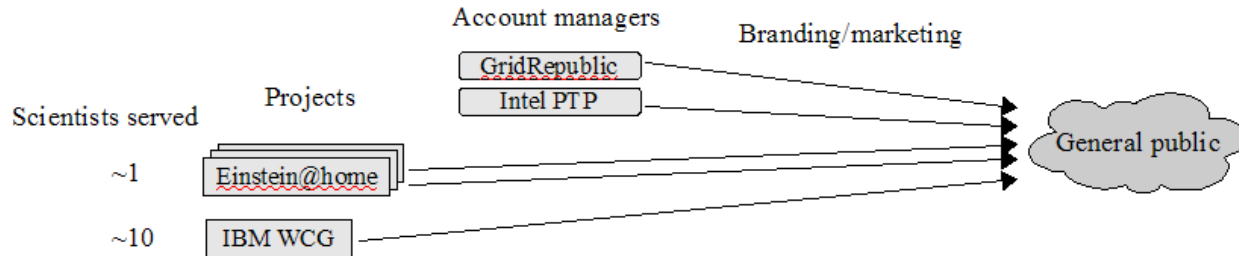 Account managers
Branding/marketing
GridRepublic
Projects
Intel PTP
Scientists served
General public
~1
Einstein@home
~10
IBM WCG